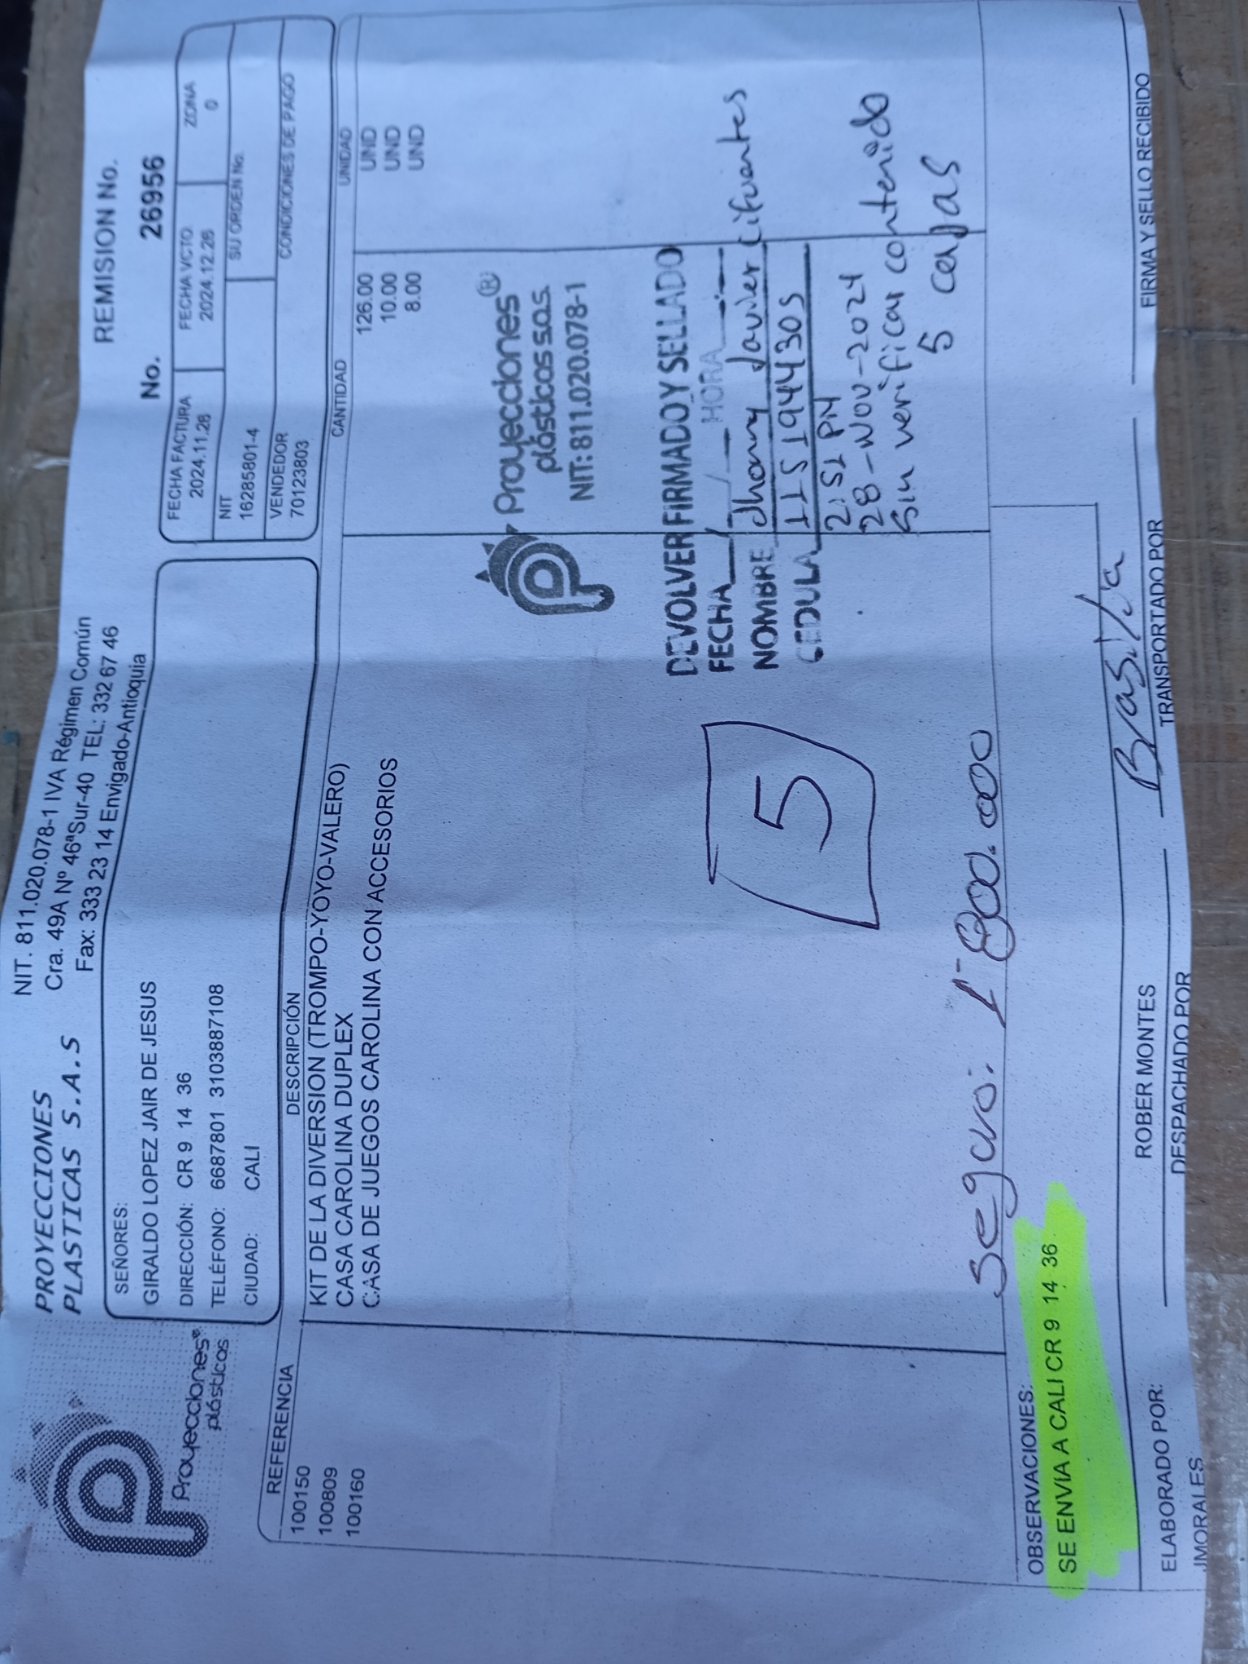 PROYECCIONES
PLASTICAS S.A.S
NIT. 811.020.078-1 IVA Régimen Común
Cra. 49A Nº 46ªSur-40 TEL: 332 67 46
Fax: 333 23 14 Envigado-Antioquia
REMISION No.
No. 26956
Proyecciones®
plásticos
SEÑORES:
GIRALDO LOPEZ JAIR DE JESUS
DIRECCIÓN: CR 9 14 36
TELÉFONO: 6687801 3103887108
CIUDAD: CALI
FECHA FACTURA FECHA VCTO. ZONA
2024.11.26 2024.12.26 0
NIT SU ORDEN No.
16285801-4
VENDEDOR CONDICIONES DE PAGO
70123803
REFERENCIA DESCRIPCIÓN CANTIDAD UNIDAD
100150 KIT DE LA DIVERSION (TROMPO-YOYO-VALERO) 126.00 UND
100809 CASA CAROLINA DUPLEX 10.00 UND
100160 CASA DE JUEGOS CAROLINA CON ACCESORIOS 8.00 UND
Proyecciones®
plásticos s.a.s.
NIT: 811.020.078-1
DEVOLVER FIRMADO Y SELLADO
FECHA / / HORA :
NOMBRE Jhonny Javier Cifuentes
CEDULA 1151944305
2:51 PM
28-Nov-2024
Sin verificar contenido
5 cajas
5
Seguro: 1-800.000
OBSERVACIONES:
SE ENVIA A CALI CR 9 14 36
ELABORADO POR:
JMORALES
ROBER MONTES
DESPACHADO POR
TRANSPORTADO POR
FIRMA Y SELLO RECIBIDO